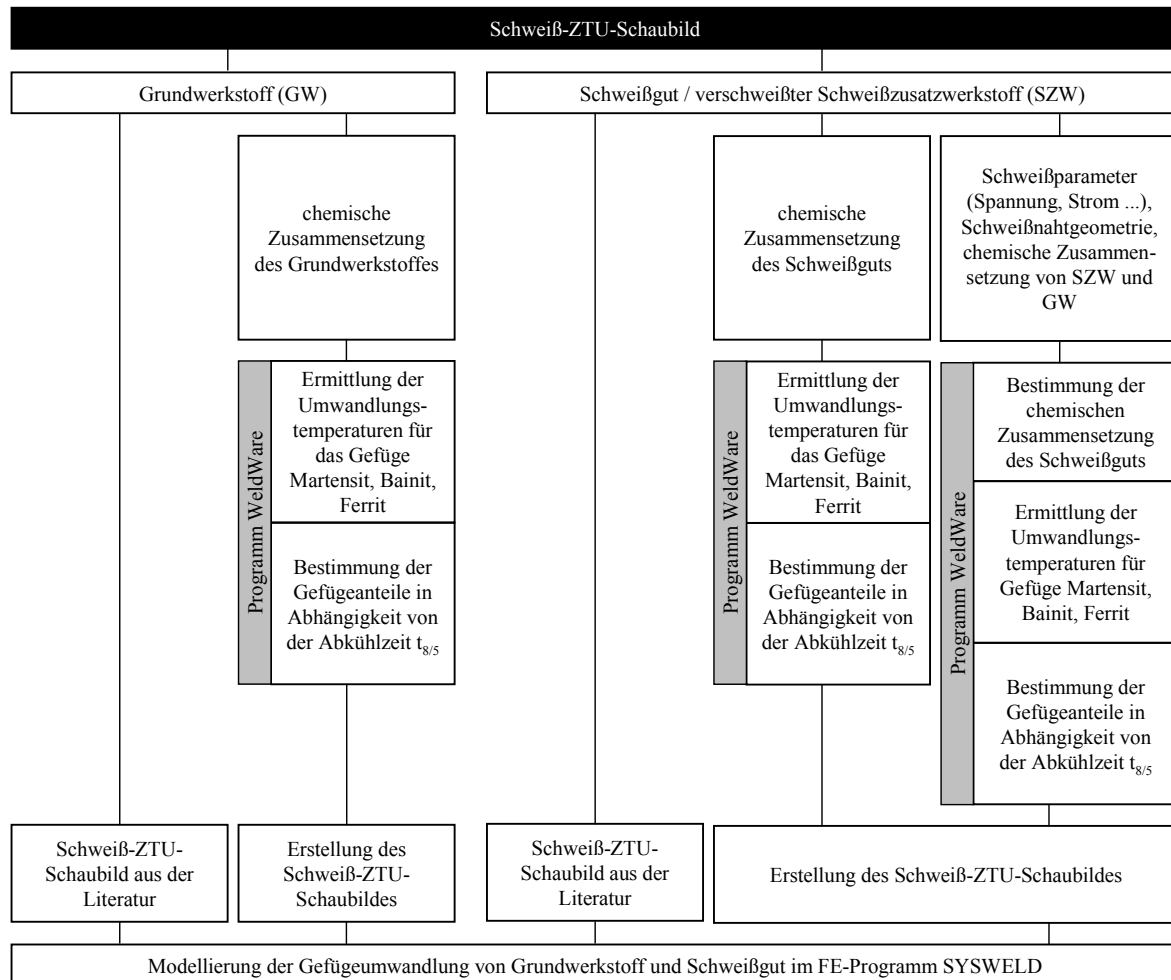 Schweiß-ZTU-Schaubild
Grundwerkstoff (GW)
Schweißgut / verschweißter Schweißzusatzwerkstoff (SZW)
chemische
Zusammensetzung
des Grundwerkstoffes
chemische
Zusammensetzung
des Schweißguts
Schweißparameter
(Spannung, Strom ...),
Schweißnahtgeometrie,
chemische Zusammen-
setzung von SZW und
GW
Programm WeldWare
Ermittlung der
Umwandlungs-
temperaturen für
das Gefüge
Martensit, Bainit,
Ferrit
Bestimmung der
Gefügeanteile in
Abhängigkeit von
der Abkühlzeit t8/5
Programm WeldWare
Ermittlung der
Umwandlungs-
temperaturen für
das Gefüge
Martensit, Bainit,
Ferrit
Bestimmung der
Gefügeanteile in
Abhängigkeit von
der Abkühlzeit t8/5
Programm WeldWare
Bestimmung der
chemischen
Zusammensetzung
des Schweißguts
Ermittlung der
Umwandlungs-
temperaturen für
Gefüge Martensit,
Bainit, Ferrit
Bestimmung der
Gefügeanteile in
Abhängigkeit von
der Abkühlzeit t8/5
Schweiß-ZTU-
Schaubild aus der
Literatur
Erstellung des
Schweiß-ZTU-
Schaubildes
Schweiß-ZTU-
Schaubild aus der
Literatur
Erstellung des Schweiß-ZTU-Schaubildes
Modellierung der Gefügeumwandlung von Grundwerkstoff und Schweißgut im FE-Programm SYSWELD